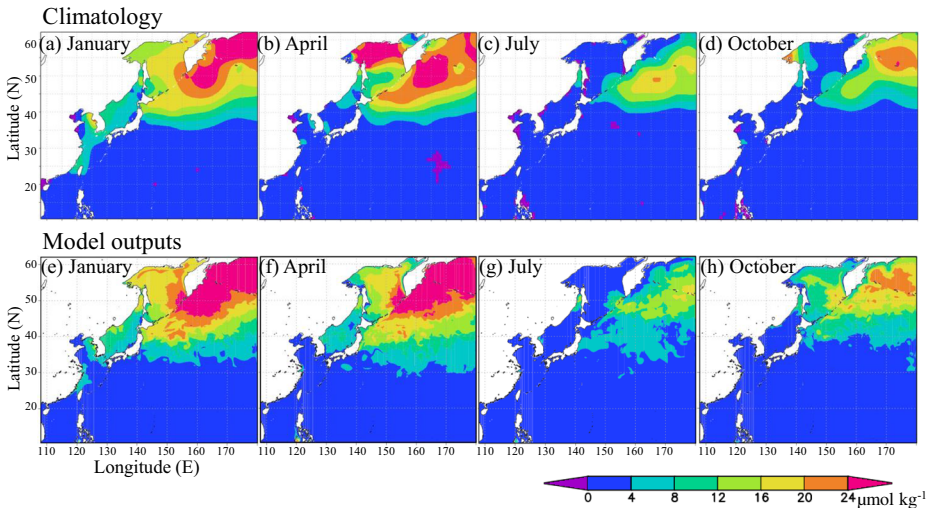 Climatology
(a) January (b) April (c) July (d) October
60
50
40
30
20
Latitude (N)
Model outputs
(e) January (f) April (g) July (h) October
60
50
40
30
20
Latitude (N)
110 120 130 140 150 160 170 110 120 130 140 150 160 170 110 120 130 140 150 160 170 110 120 130 140 150 160 170
Longitude (E)
0 4 8 12 16 20 24 μmol kg⁻¹